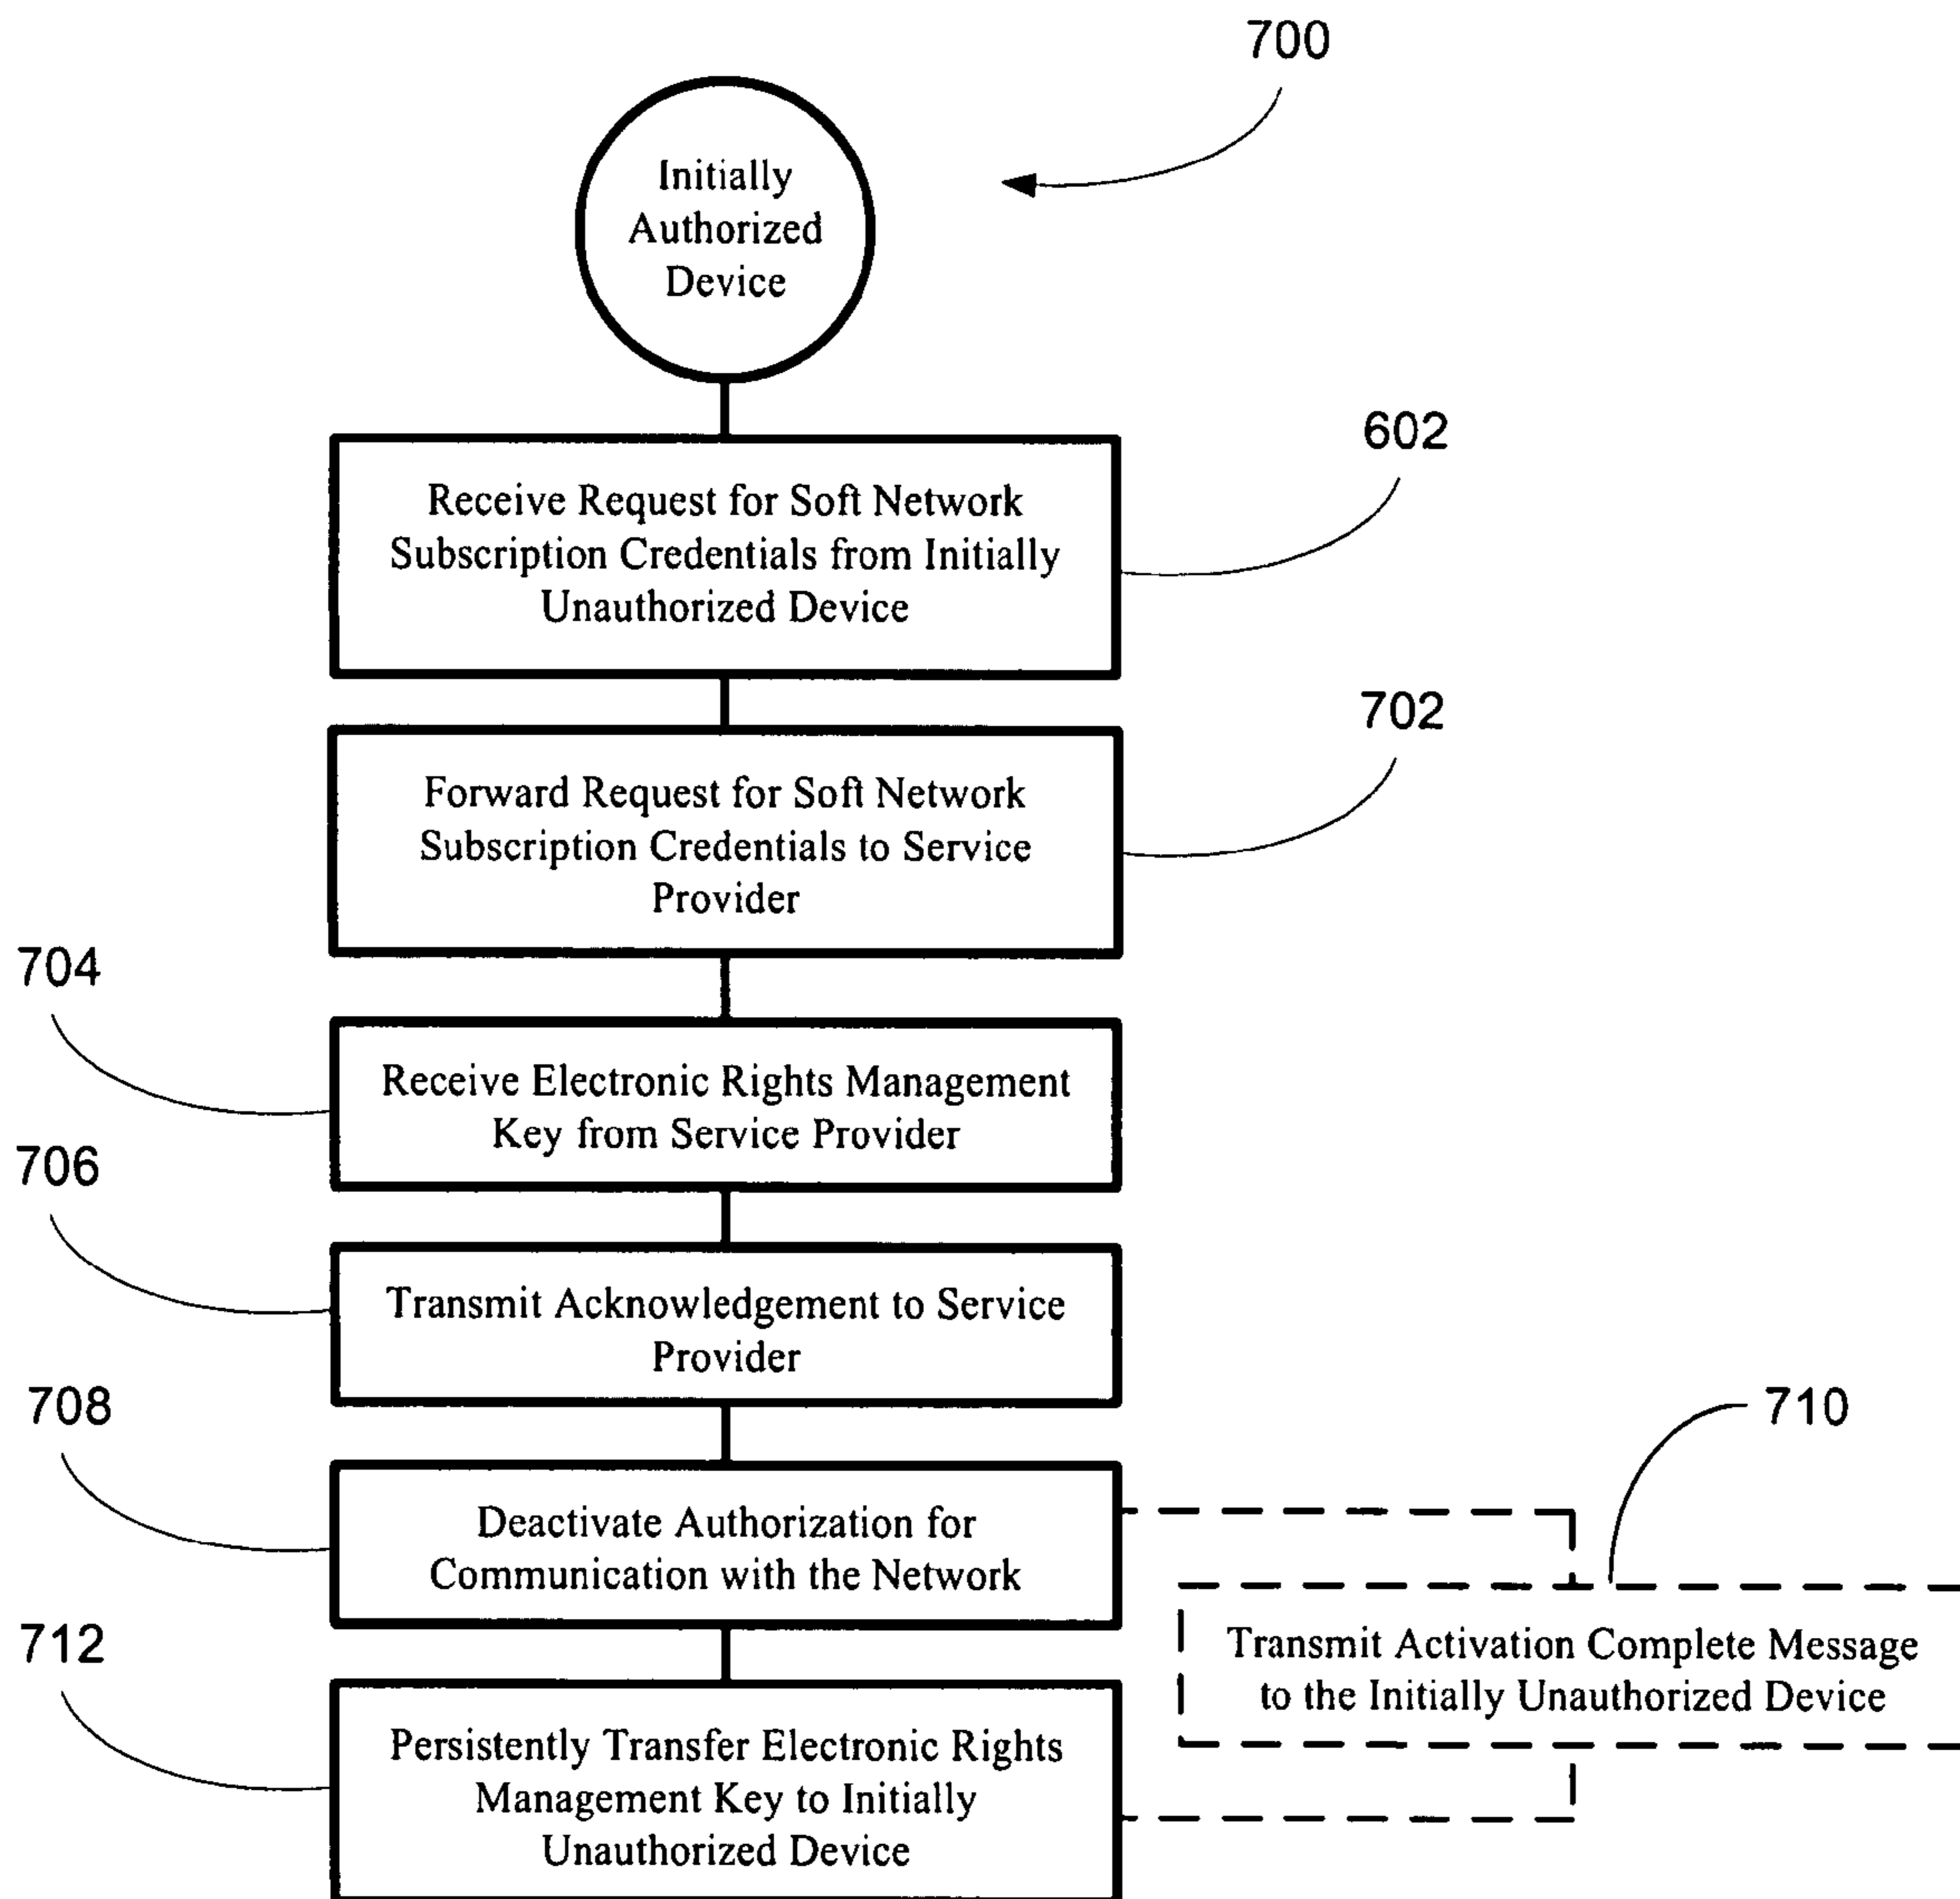 700
Initially
Authorized
Device
602
Receive Request for Soft Network
Subscription Credentials from Initially
Unauthorized Device
702
Forward Request for Soft Network
Subscription Credentials to Service
Provider
704
Receive Electronic Rights Management
Key from Service Provider
706
Transmit Acknowledgement to Service
Provider
708
Deactivate Authorization for
Communication with the Network
710
Transmit Activation Complete Message
to the Initially Unauthorized Device
712
Persistently Transfer Electronic Rights
Management Key to Initially
Unauthorized Device